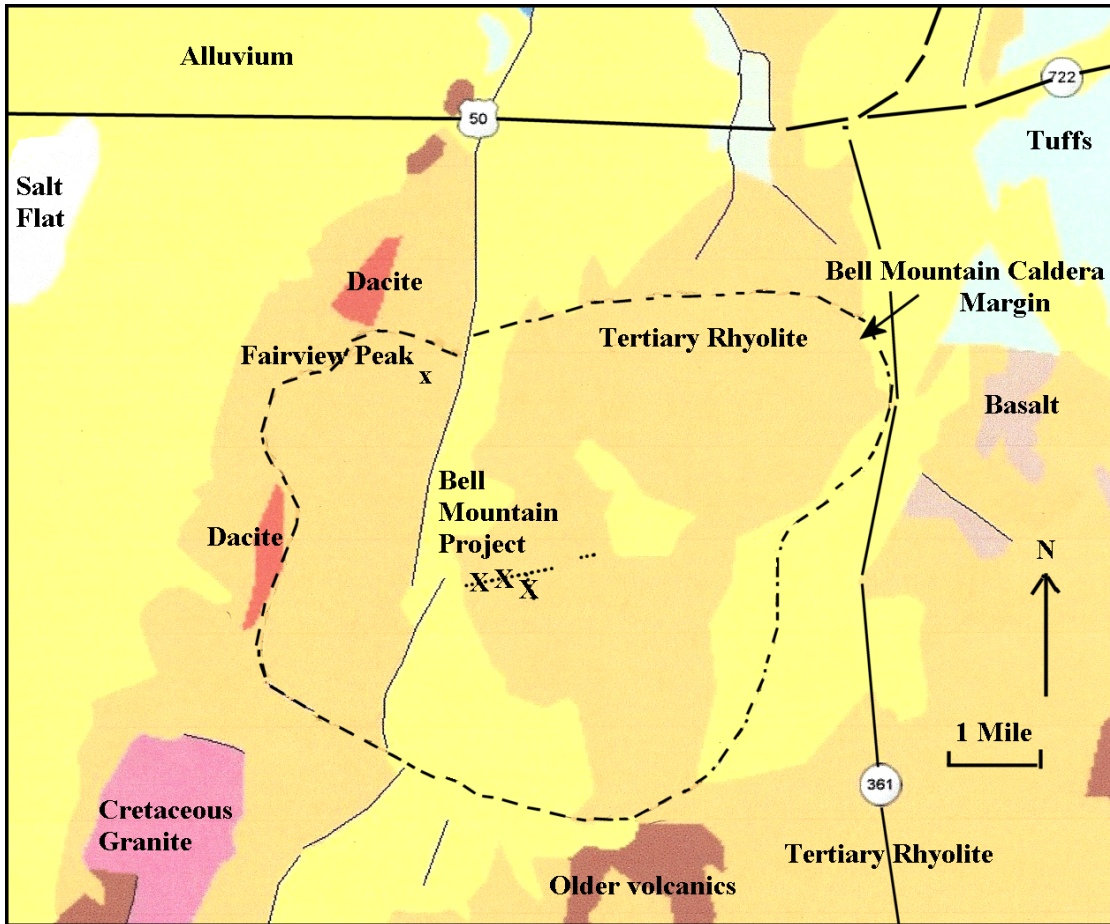 Alluvium
50
722
Tuffs
Salt
Flat
Bell Mountain Caldera
Margin
Dacite
Tertiary Rhyolite
Fairview Peak
x
Basalt
Bell
Mountain
Project
X X X
Dacite
N
1 Mile
361
Cretaceous
Granite
Tertiary Rhyolite
Older volcanics